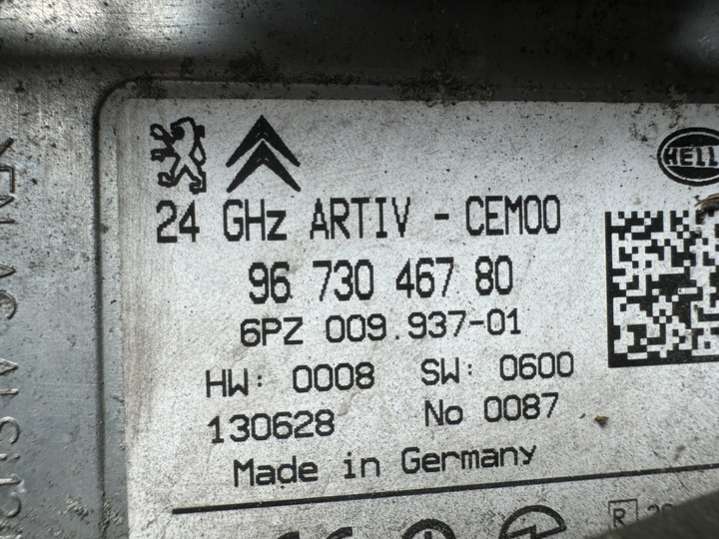 24 GHz ARTIV - CEM00
96 730 467 80
6PZ 009.937-01
HW: 0008 SW: 0600
130628 No 0087
Made in Germany
R